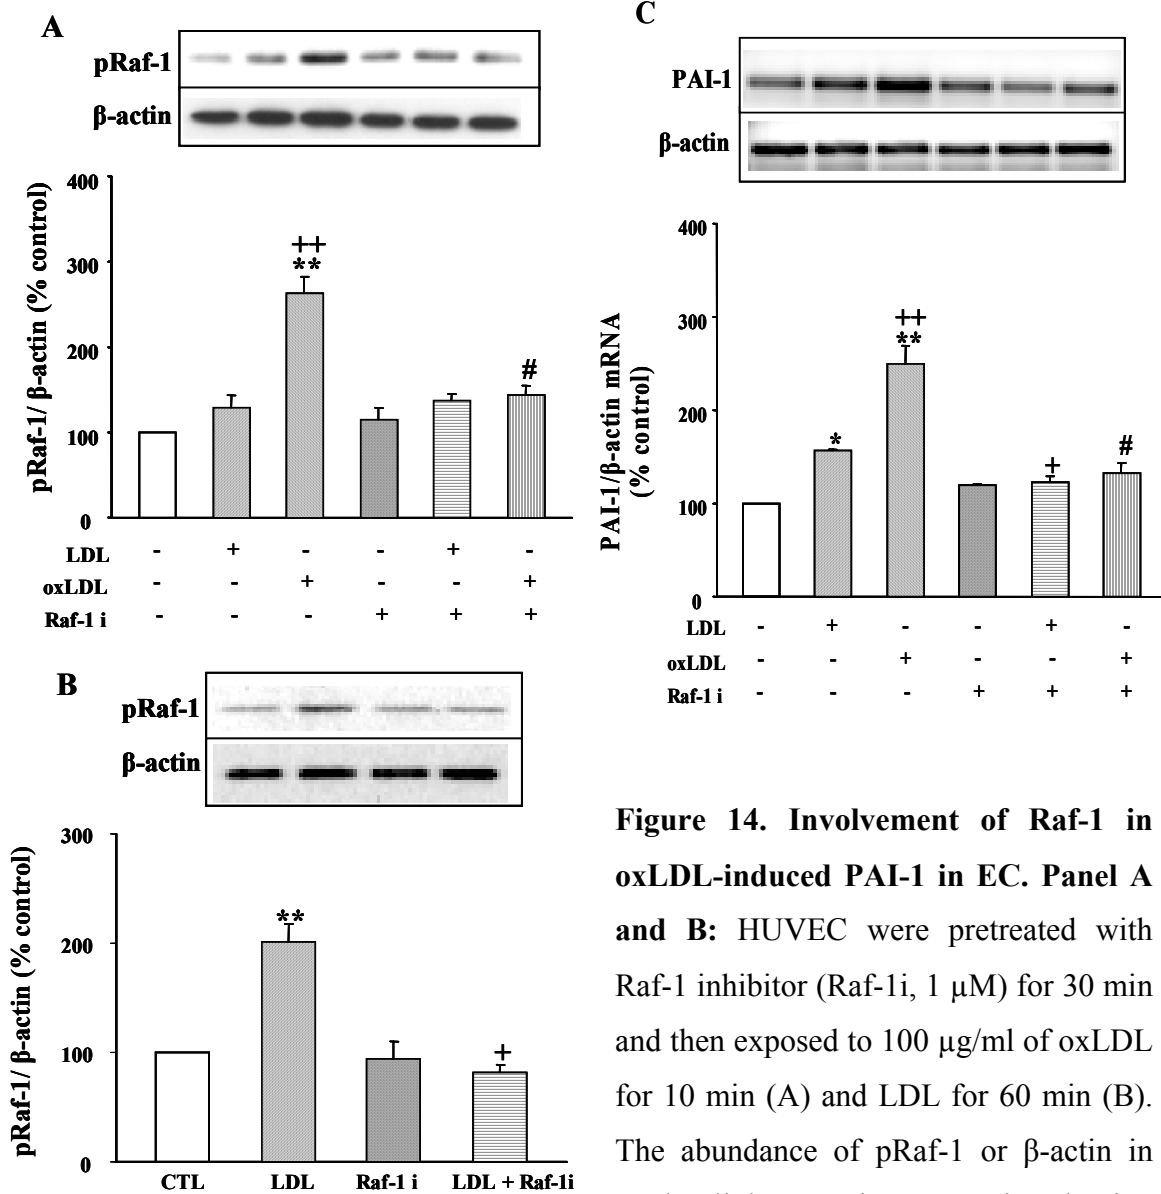 A
pRaf-1
β-actin
pRaf-1/ β-actin (% control)
400
300
200
100
0
++
**
#
LDL - + - - + -
oxLDL - - + - - +
Raf-1 i - - - + + +
B
pRaf-1
β-actin
pRaf-1/ β-actin (% control)
300
200
100
0
**
+
CTL LDL Raf-1 i LDL + Raf-1i
C
PAI-1
β-actin
PAI-1/β-actin mRNA
(% control)
400
300
200
100
0
*
++
**
+
#
LDL - + - - + -
oxLDL - - + - - +
Raf-1 i - - - + + +
Figure 14. Involvement of Raf-1 in
oxLDL-induced PAI-1 in EC. Panel A
and B: HUVEC were pretreated with
Raf-1 inhibitor (Raf-1i, 1 µM) for 30 min
and then exposed to 100 µg/ml of oxLDL
for 10 min (A) and LDL for 60 min (B).
The abundance of pRaf-1 or β-actin in